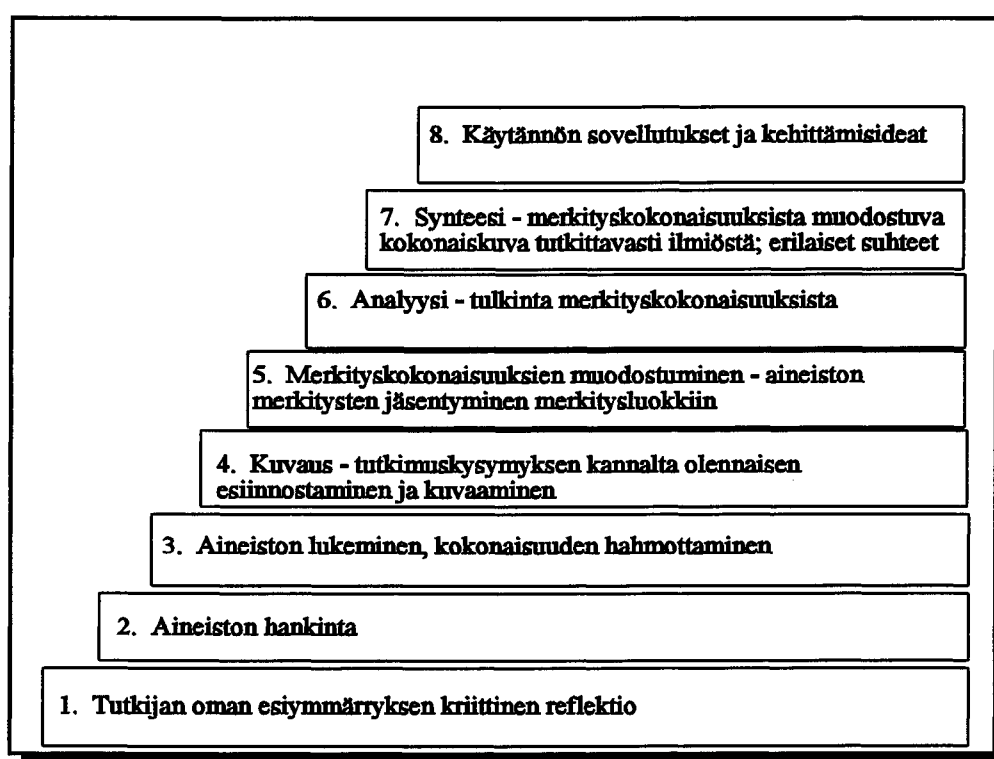 8. Käytännön sovellutukset ja kehittämisideat
7. Synteesi - merkityskokonaisuuksista muodostuva
kokonaiskuva tutkittavasti ilmiöstä; erilaiset suhteet
6. Analyysi - tulkinta merkityskokonaisuuksista
5. Merkityskokonaisuuksien muodostuminen - aineiston
merkitysten jäsentyminen merkitysluokkiin
4. Kuvaus - tutkimuskysymyksen kannalta olennaisen
esiinnostaminen ja kuvaaminen
3. Aineiston lukeminen, kokonaisuuden hahmottaminen
2. Aineiston hankinta
1. Tutkijan oman esiymmärryksen kriittinen reflektio